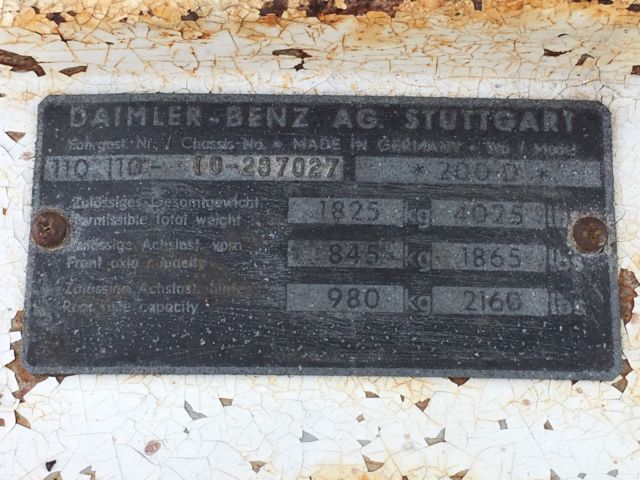 DAIMLER-BENZ AG. STUTTGART
Fahrgest. Nr. / Chassis No. * MADE IN GERMANY * Typ / Model
110 110- 10-287027 * 200 D *
Zulässiges Gesamtgewicht 1825 kg 4025 lbs
Permissible total weight
Zulässige Achslast vorn 845 kg 1865 lbs
Front axle capacity
Zulässige Achslast hinten 980 kg 2160 lbs
Rear axle capacity